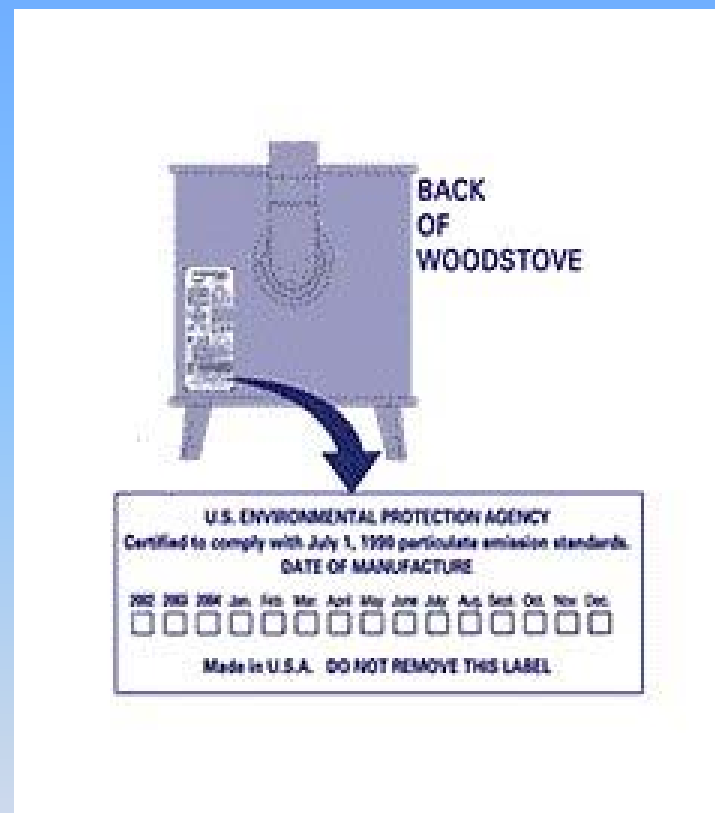 BACK
OF
WOODSTOVE
U.S. ENVIRONMENTAL PROTECTION AGENCY
Certified to comply with July 1, 1990 particulate emission standards.
DATE OF MANUFACTURE
2002 2003 2004 Jan. Feb. Mar. April May June July Aug. Sept. Oct. Nov. Dec.
Made in U.S.A. DO NOT REMOVE THIS LABEL